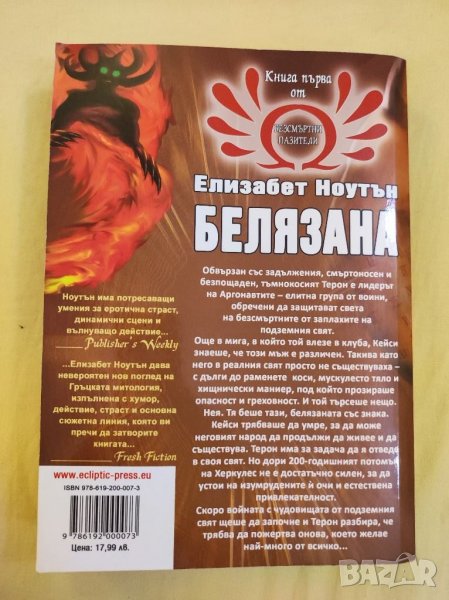 Книга първа
от
БЕЗСМЪРТНИ
ПАЗИТЕЛИ
Елизабет Ноутън
БЕЛЯЗАНА
Обвързан със задължения, смъртоносен и
безпощаден, тъмнокосият Терон е лидерът
на Аргонавтите – елитна група от воини,
обречени да защитават света
на безсмъртните от заплахите на
подземния свят.
Още в мига, в който той влезе в клуба, Кейси
знаеше, че този мъж е различен. Такива като
него в реалния свят просто не съществуваха –
с дълги до раменете коси, мускулесто тяло и
хищнически маниер, под който прозираше
опасност и греховност. И той търсеше нещо.
Нея. Тя беше тази, белязаната със знака.
Кейси трябваше да умре, за да може
неговият народ да продължи да живее и да
съществува. Терон има за задача да я отведе
в своя свят. Но дори 200-годишният потомък
на Херкулес не е достатъчно силен, за да
устои на изумрудените ѝ очи и естествена
привлекателност.
Скоро войната с чудовищата от подземния
свят щеше да започне и Терон разбира, че
трябва да пожертва онова, което желае
най-много от всичко...
Ноутън има потресаващи
умения за еротична страст,
динамични сцени и
вълнуващо действие...
Publisher's Weekly
...Елизабет Ноутън дава
невероятен нов поглед на
Гръцката митология,
изпълнена с хумор,
действие, страст и основна
сюжетна линия, която ви
пречи да затворите
книгата...
Fresh Fiction
www.ecliptic-press.eu
ISBN 978-619-200-007-3
9 786192 000073
Цена: 17,99 лв.
BAZAR